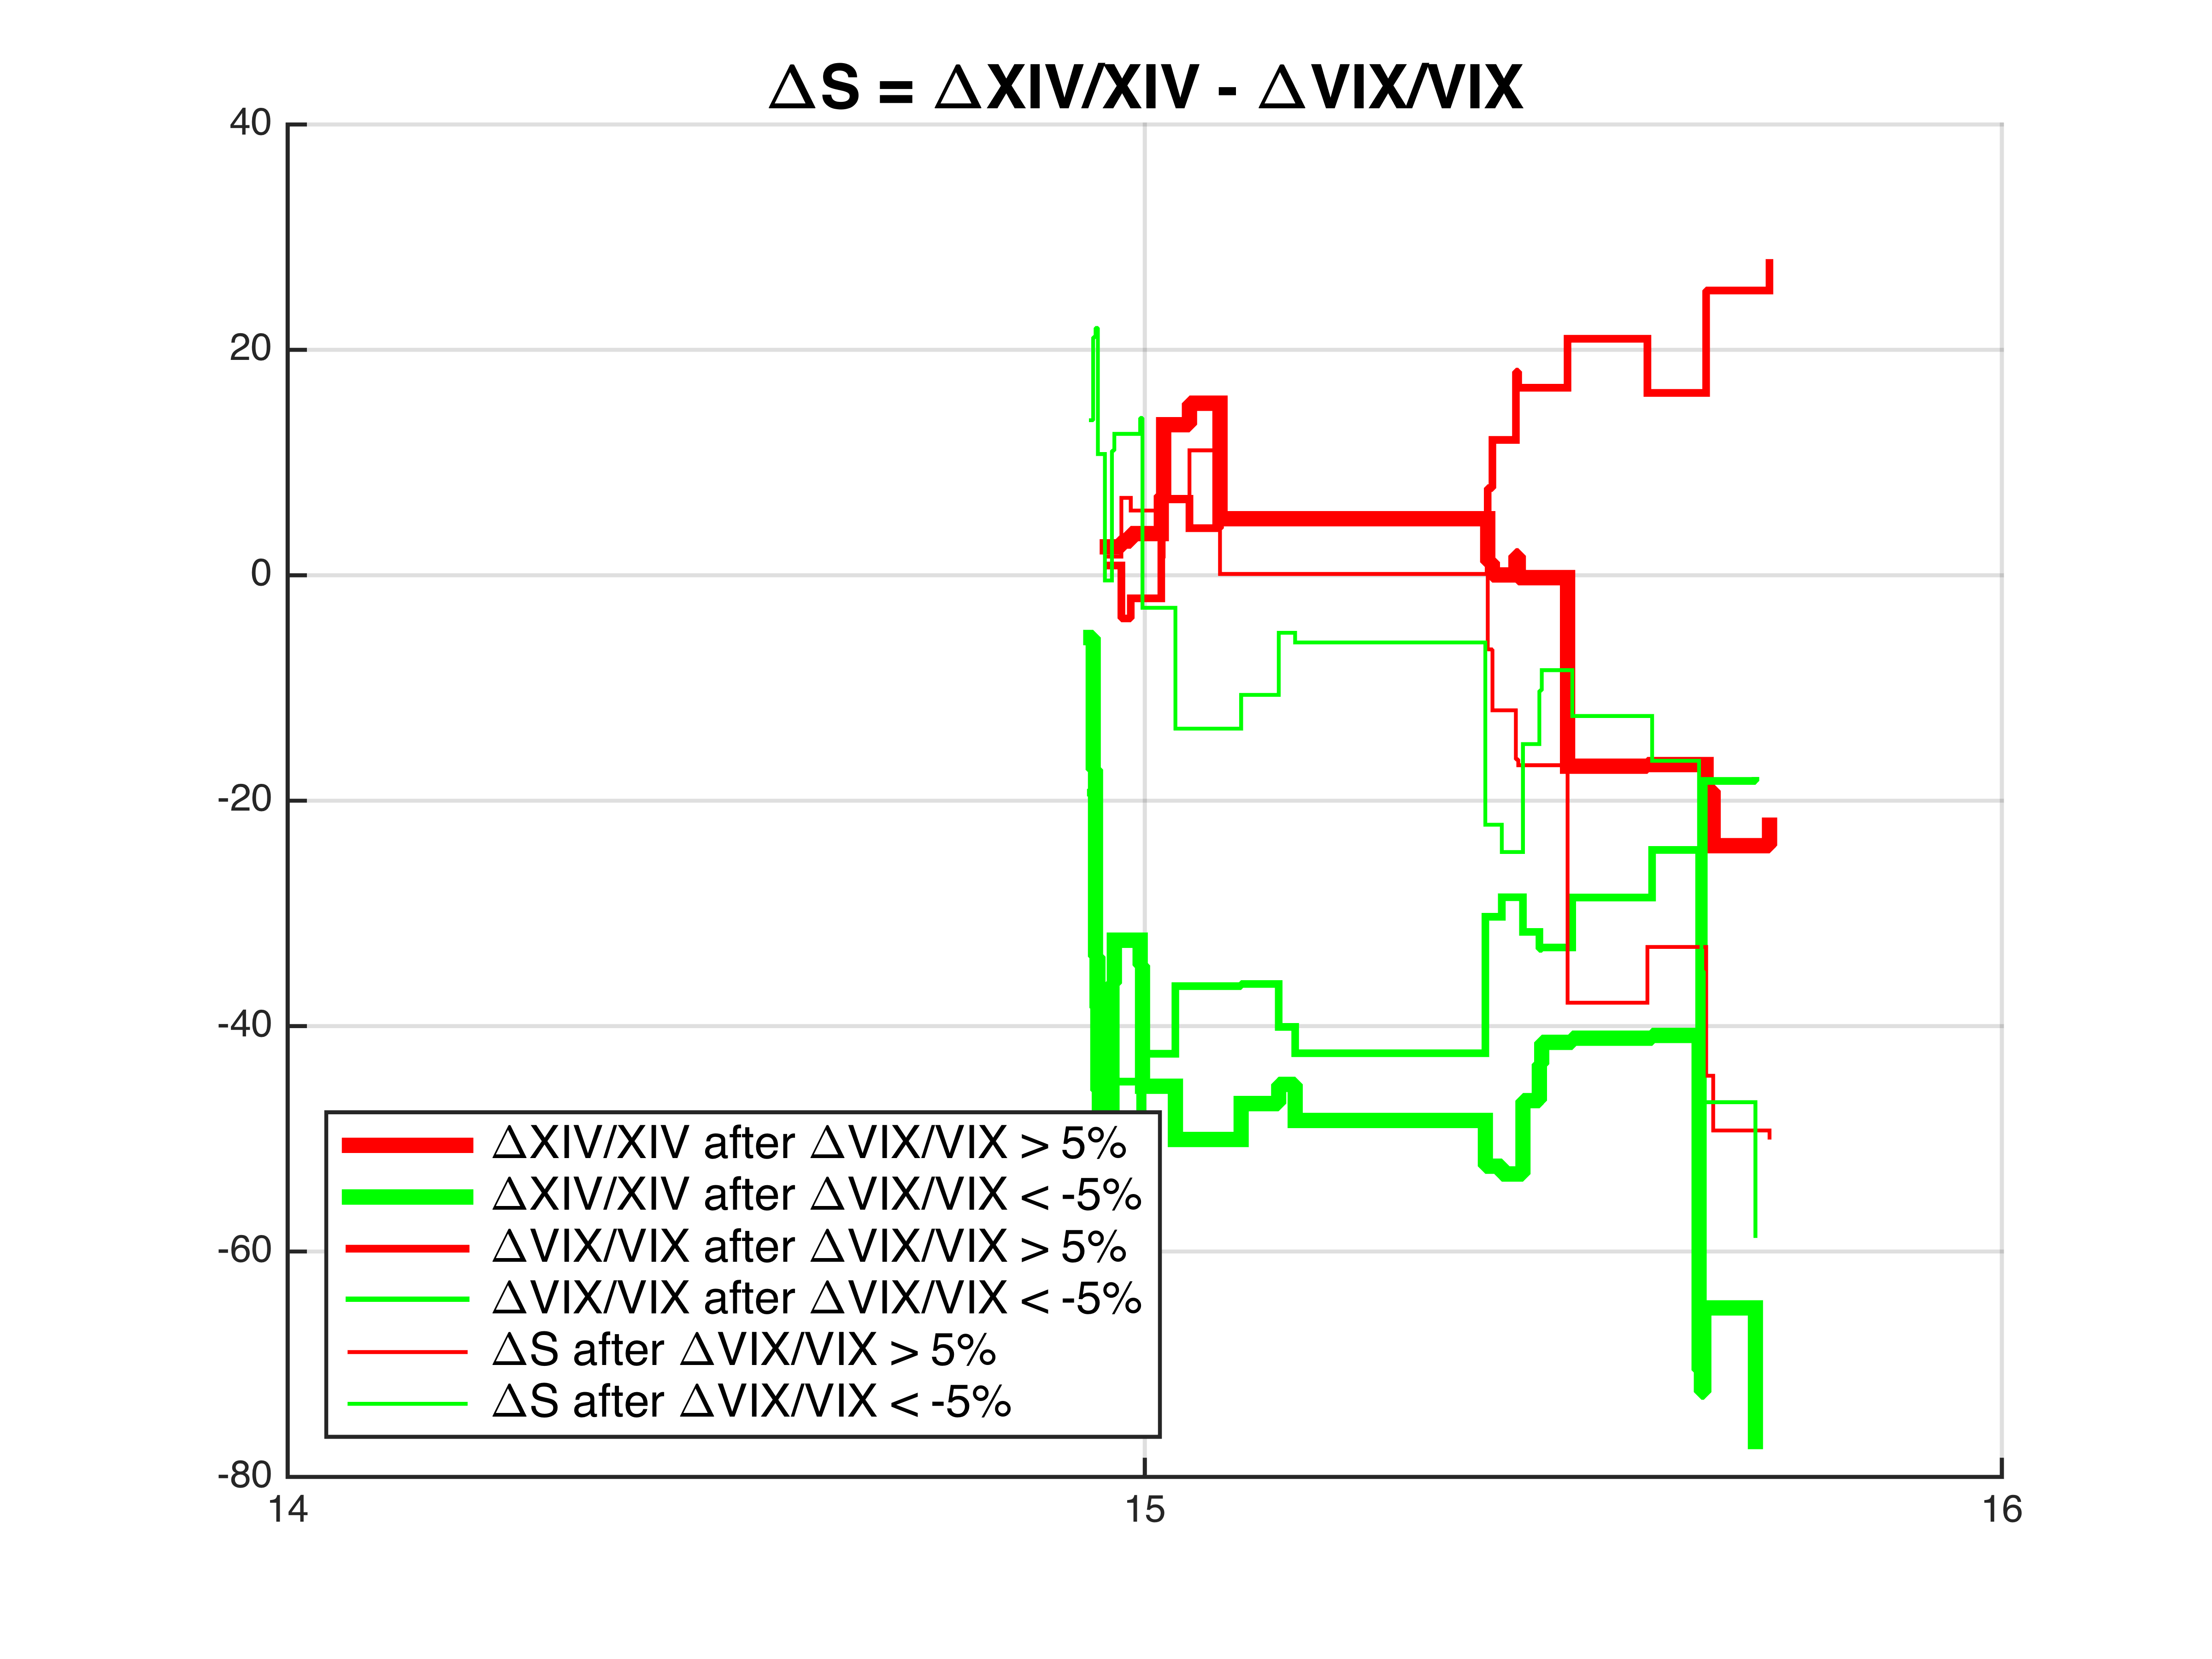 ΔS = ΔXIV/XIV - ΔVIX/VIX
40
20
0
-20
-40
-60
-80
ΔXIV/XIV after ΔVIX/VIX > 5%
ΔXIV/XIV after ΔVIX/VIX < -5%
ΔVIX/VIX after ΔVIX/VIX > 5%
ΔVIX/VIX after ΔVIX/VIX < -5%
ΔS after ΔVIX/VIX > 5%
ΔS after ΔVIX/VIX < -5%
14 15 16